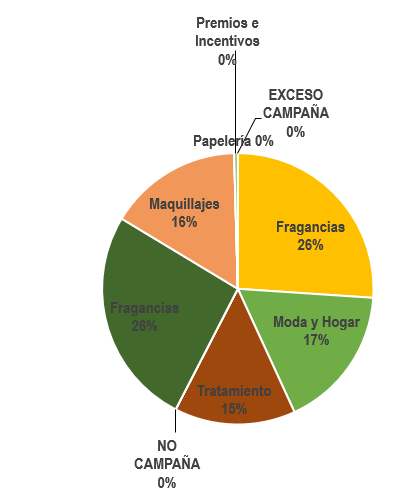 Premios e
Incentivos
0%
EXCESO
CAMPAÑA
0%
Papelería 0%
Maquillajes
16%
Fragancias
26%
Fragancias
26%
Moda y Hogar
17%
Tratamiento
15%
NO
CAMPAÑA
0%